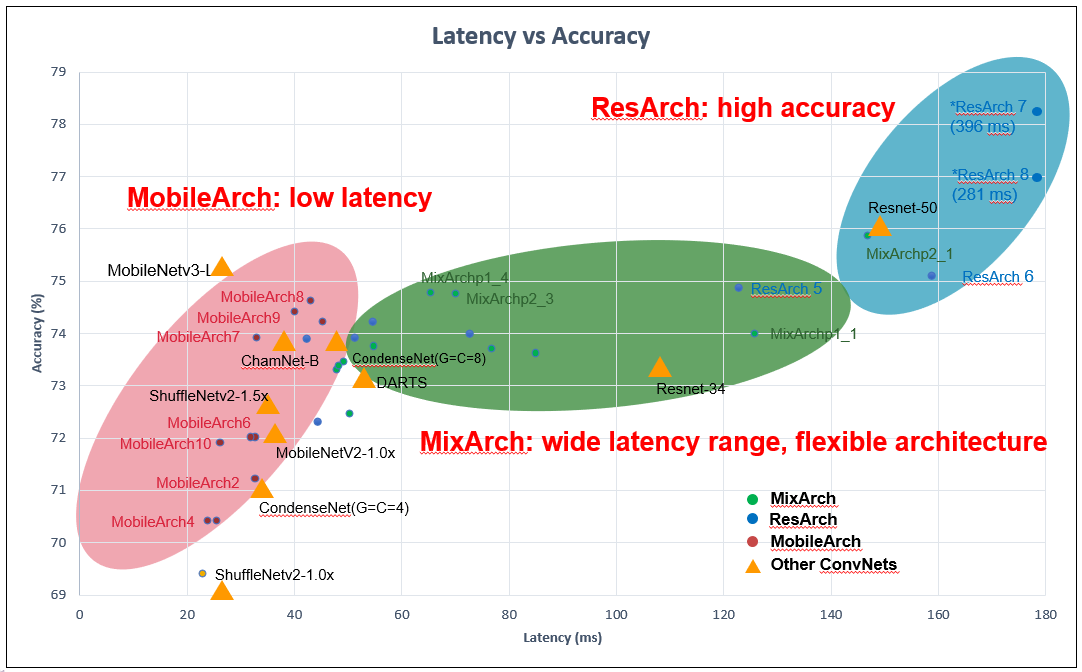 Latency vs Accuracy
79
78
77
76
75
74
73
72
71
70
69
Accuracy (%)
0
20
40
60
80
100
120
140
160
180
Latency (ms)
ResArch: high accuracy
*ResArch 7
(396 ms)
*ResArch 8
(281 ms)
MobileArch: low latency
Resnet-50
MixArchp2_1
ResArch 6
MobileNetv3-L
MixArchp1_4
MixArchp2_3
ResArch 5
MobileArch8
MobileArch9
MobileArch7
MixArchp1_1
ChamNet-B
CondenseNet(G=C=8)
DARTS
Resnet-34
ShuffleNetv2-1.5x
MobileArch6
MobileArch10
MobileNetV2-1.0x
MixArch: wide latency range, flexible architecture
MobileArch2
CondenseNet(G=C=4)
MobileArch4
ShuffleNetv2-1.0x
MixArch
ResArch
MobileArch
Other ConvNets